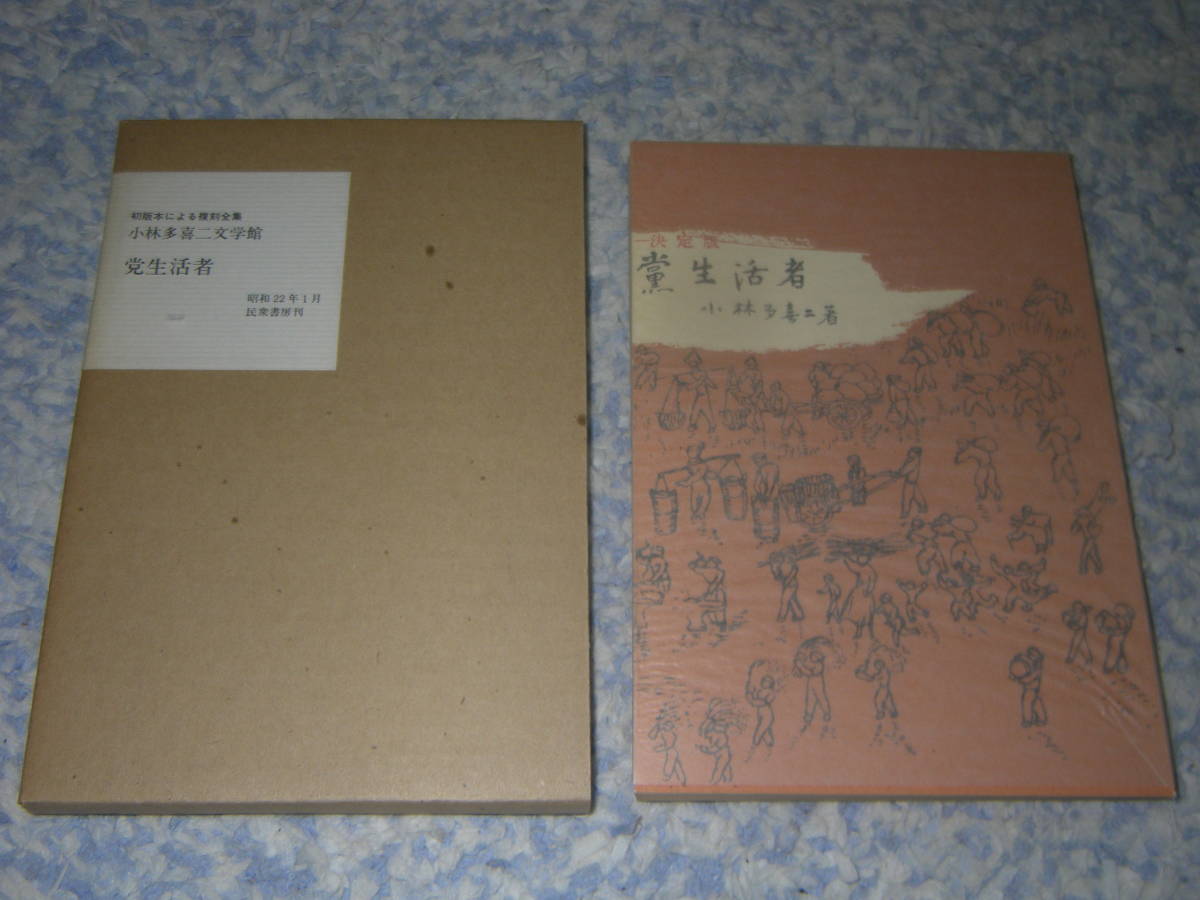 初版本による複刻全集
小林多喜二文学館
党生活者
昭和22年1月
民衆書房刊
決定版
黨生活者
小林多喜二著